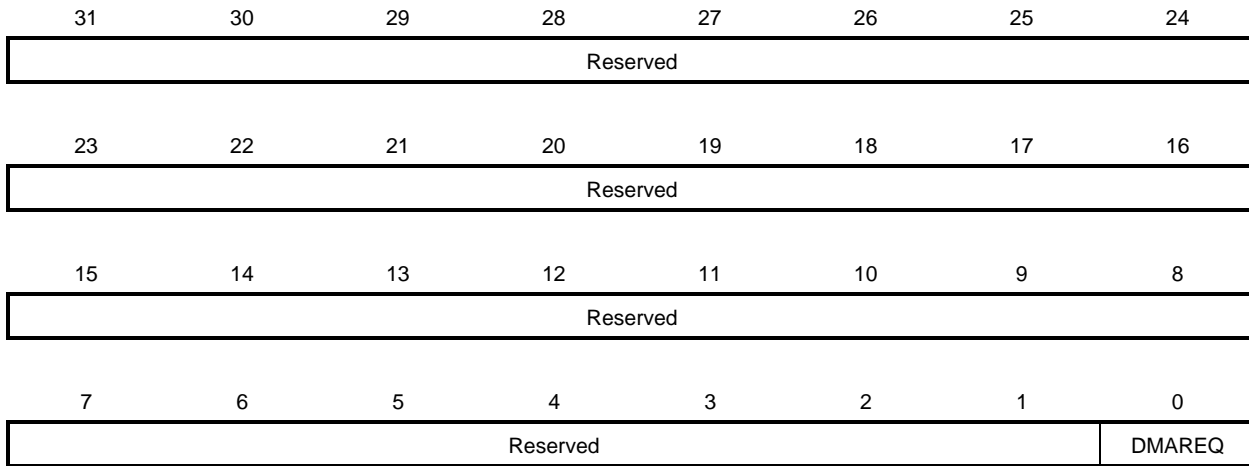 31 30 29 28 27 26 25 24
Reserved
23 22 21 20 19 18 17 16
Reserved
15 14 13 12 11 10 9 8
Reserved
7 6 5 4 3 2 1 0
Reserved DMAREQ